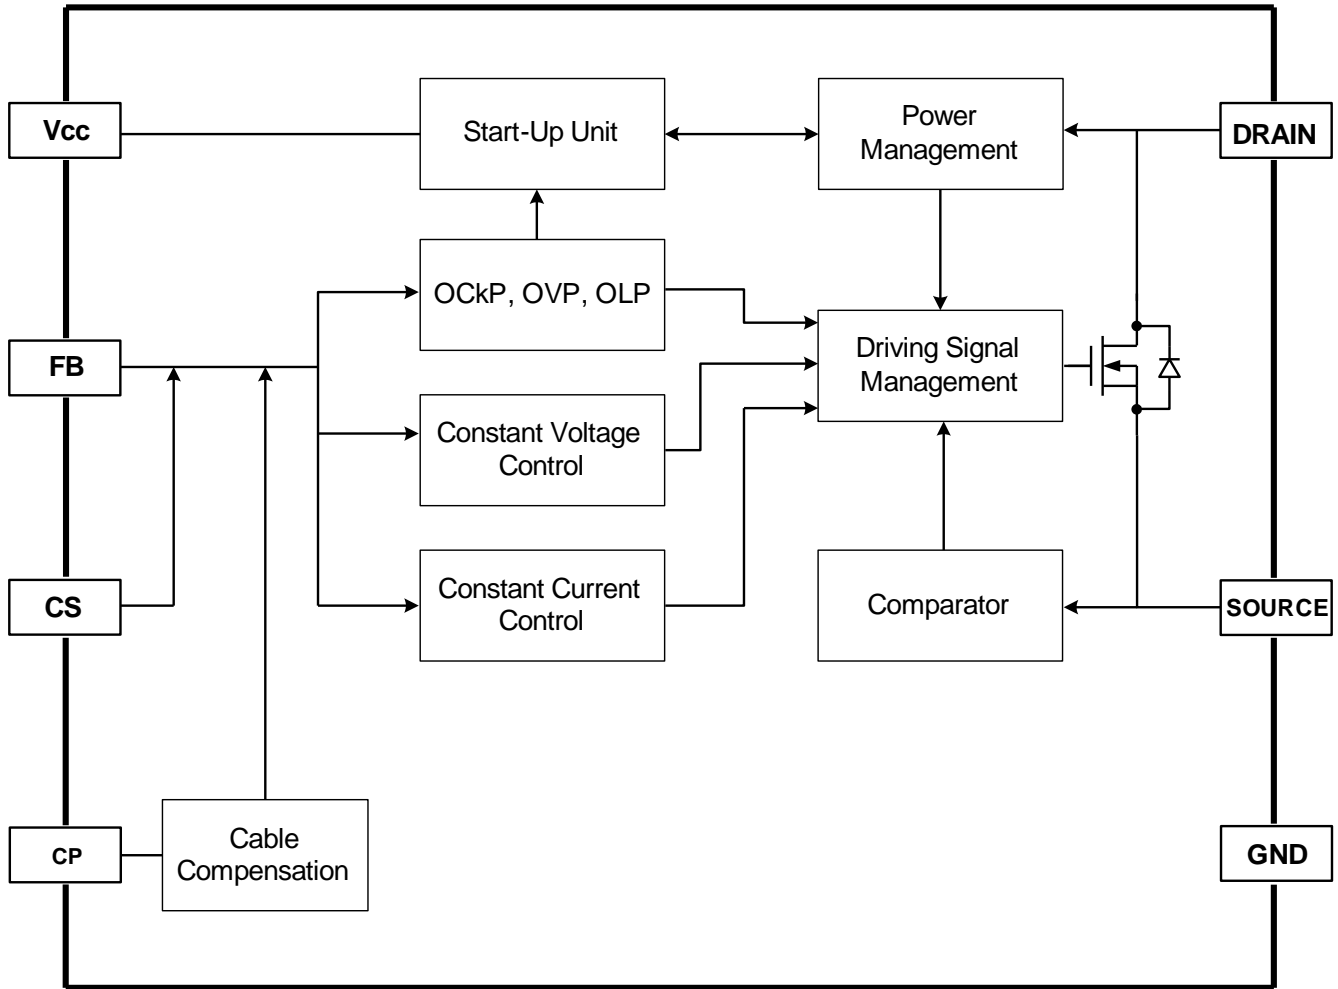 Vcc
Start-Up Unit
Power
Management
DRAIN
OCkP, OVP, OLP
FB
Driving Signal
Management
Constant Voltage
Control
CS
Constant Current
Control
Comparator
SOURCE
CP
Cable
Compensation
GND